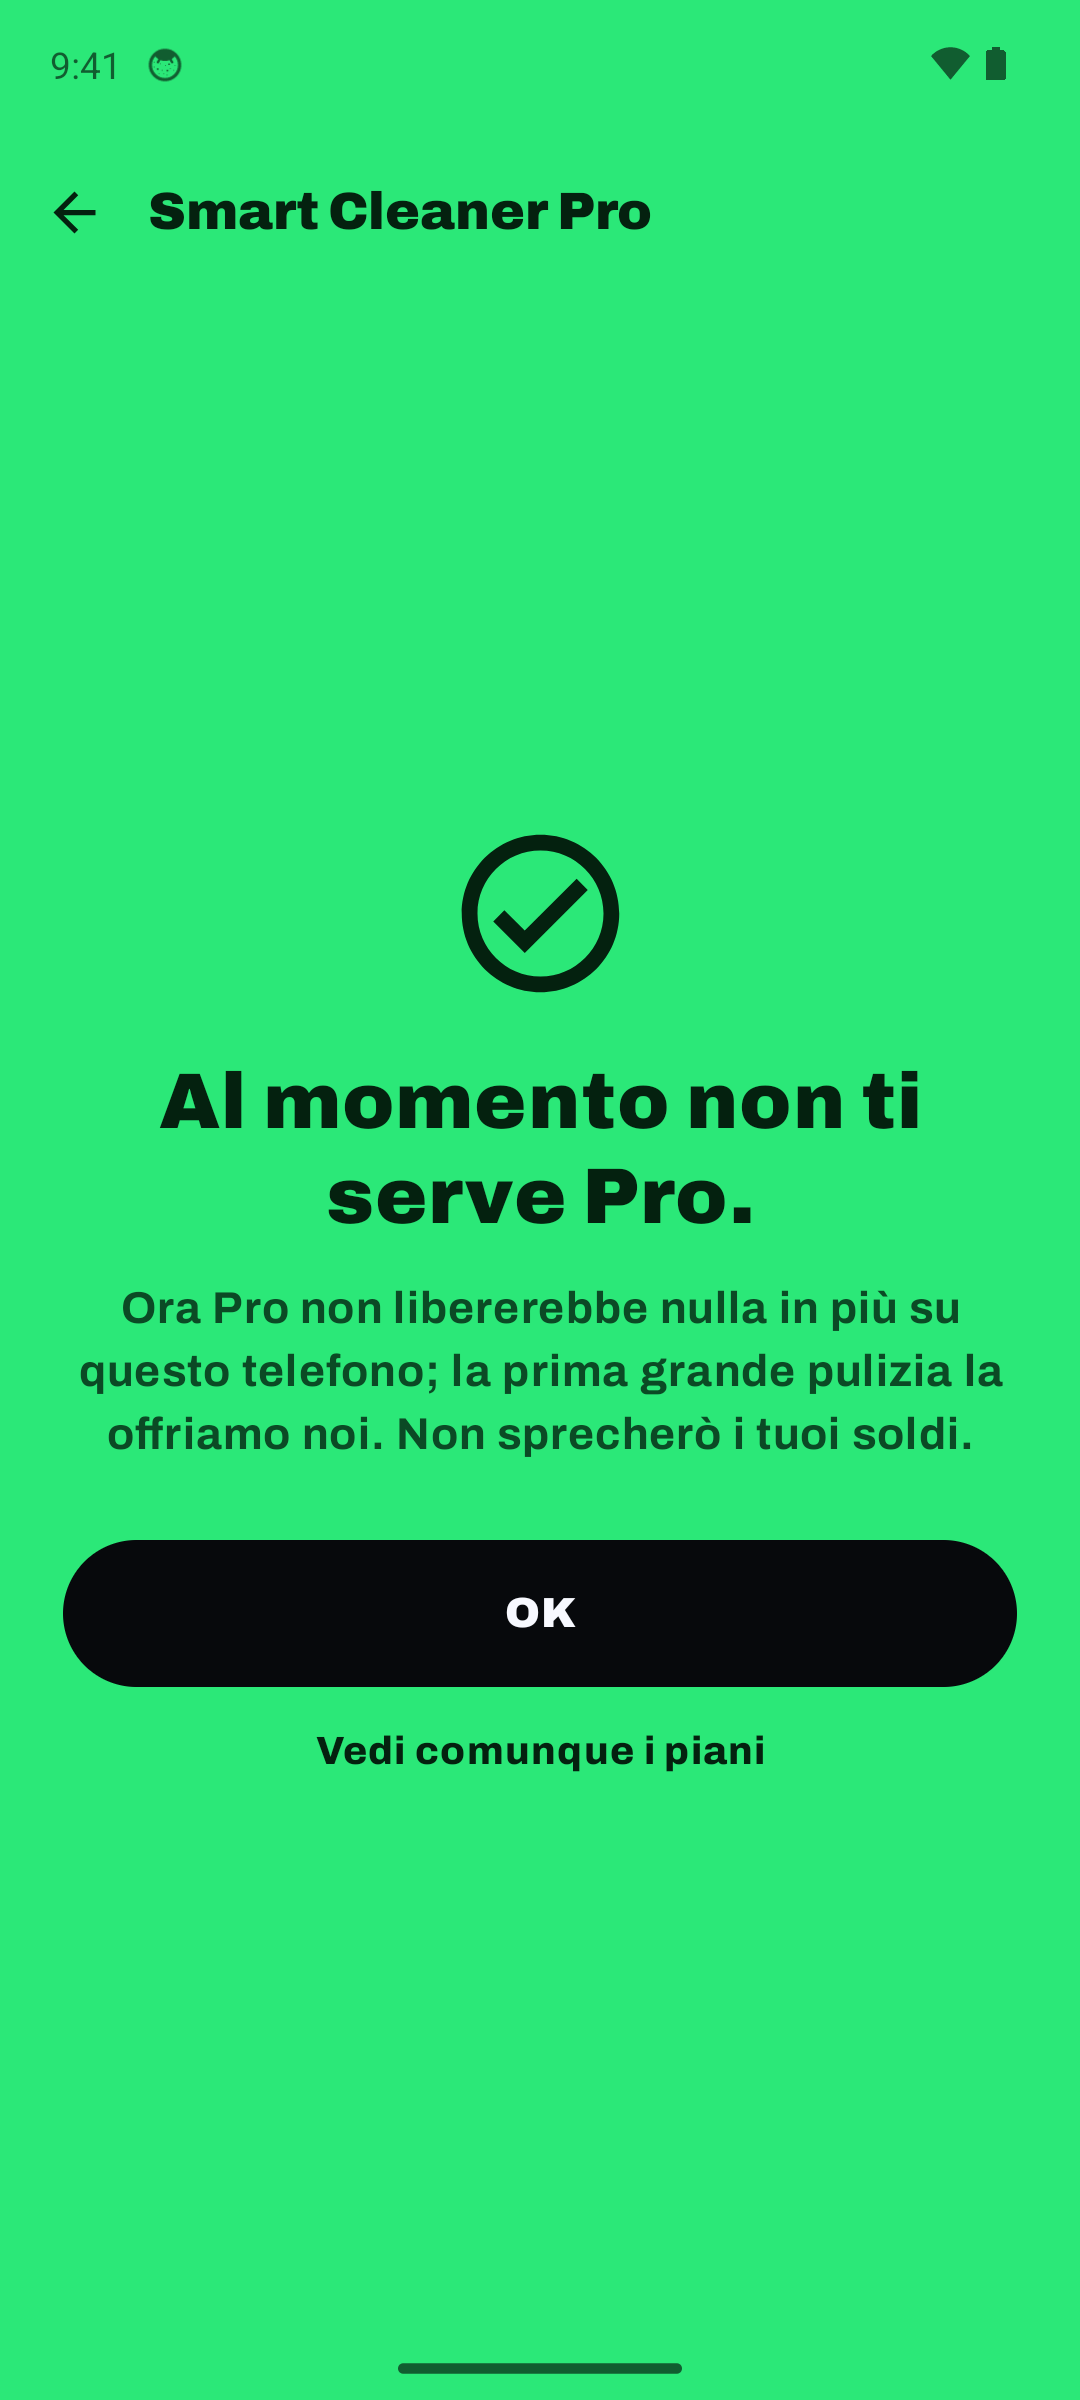 9:41
Smart Cleaner Pro
Al momento non ti
serve Pro.
Ora Pro non libererebbe nulla in più su
questo telefono; la prima grande pulizia la
offriamo noi. Non sprecherò i tuoi soldi.
OK
Vedi comunque i piani